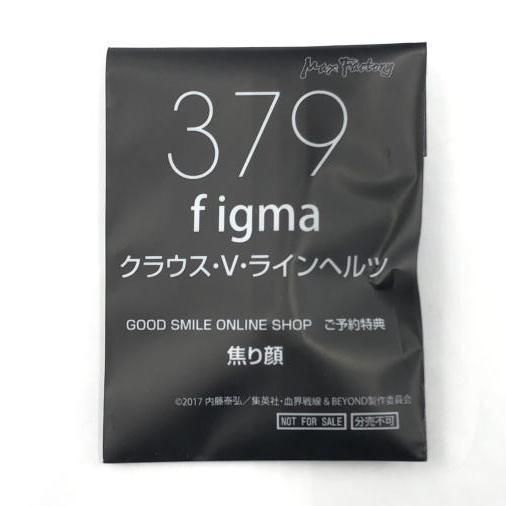 Max Factory
379
figma
クラウス・V・ラインヘルツ
GOOD SMILE ONLINE SHOP ご予約特典
焦り顔
©2017 内藤泰弘／集英社・血界戦線 & BEYOND製作委員会
NOT FOR SALE 分売不可